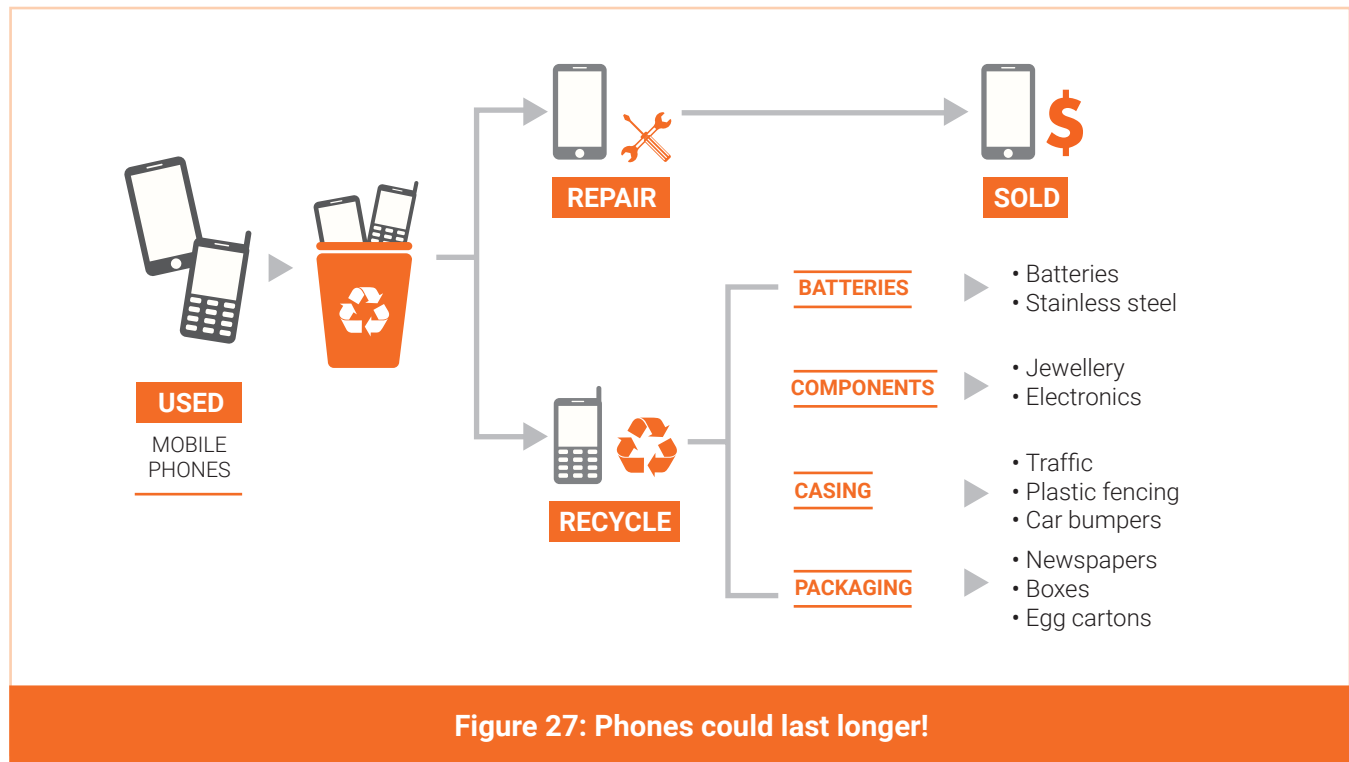 USED
MOBILE
PHONES
REPAIR
$
SOLD
RECYCLE
BATTERIES
• Batteries
• Stainless steel
COMPONENTS
• Jewellery
• Electronics
CASING
• Traffic
• Plastic fencing
• Car bumpers
PACKAGING
• Newspapers
• Boxes
• Egg cartons
Figure 27: Phones could last longer!